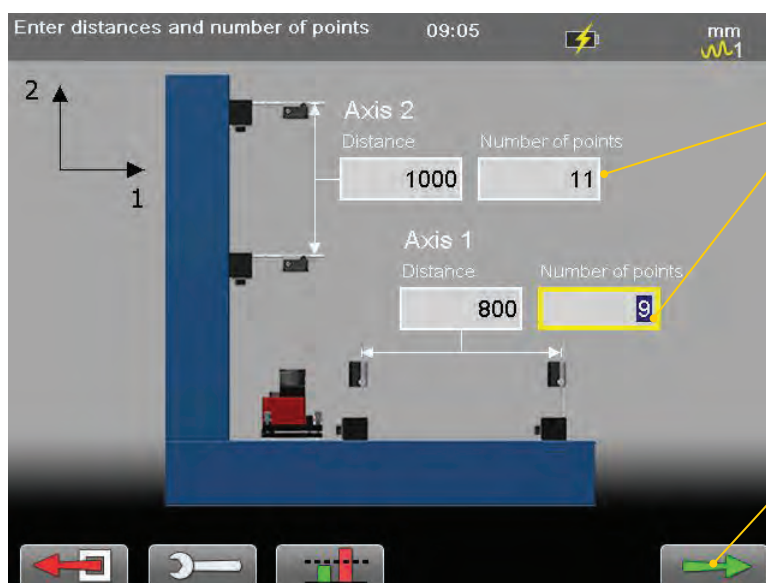 Enter distances and number of points 09:05 mm
1
2
1
Axis 2
Distance Number of points
1000 11
Axis 1
Distance Number of points
800 9